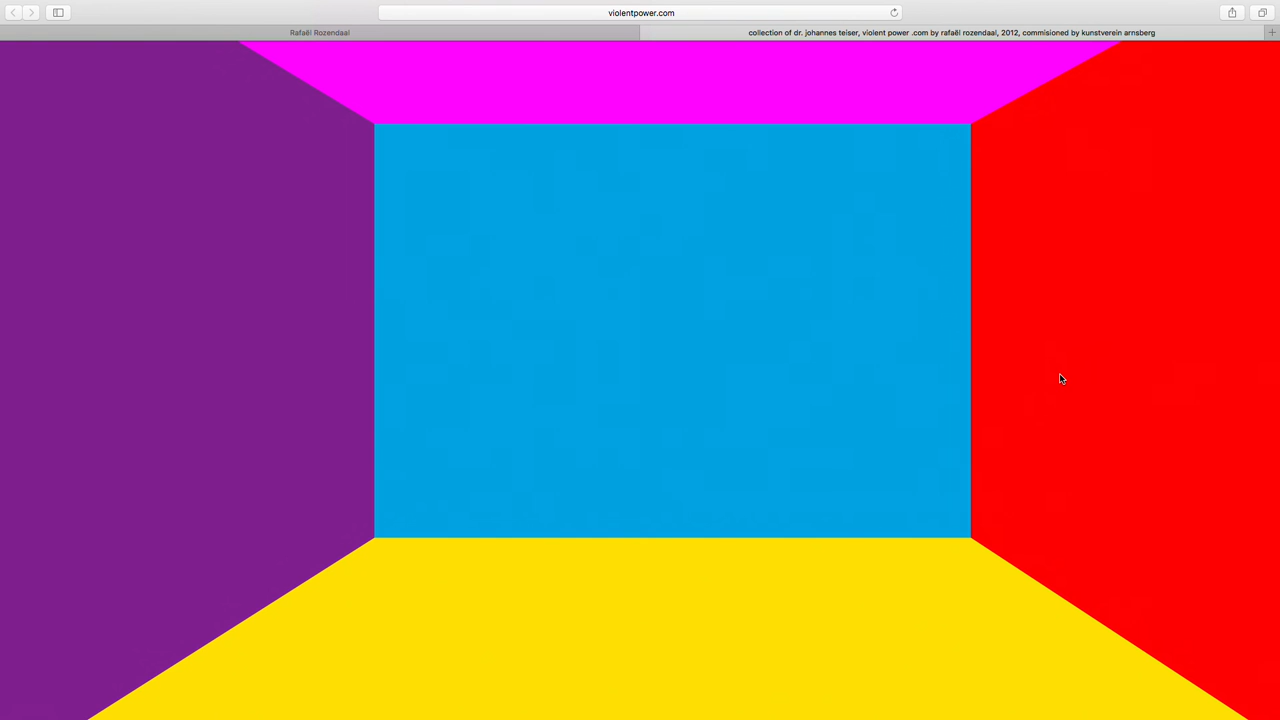 violentpower.com
Rafaël Rozendaal
collection of dr. johannes teiser, violent power .com by rafaël rozendaal, 2012, commisioned by kunstverein arnsberg